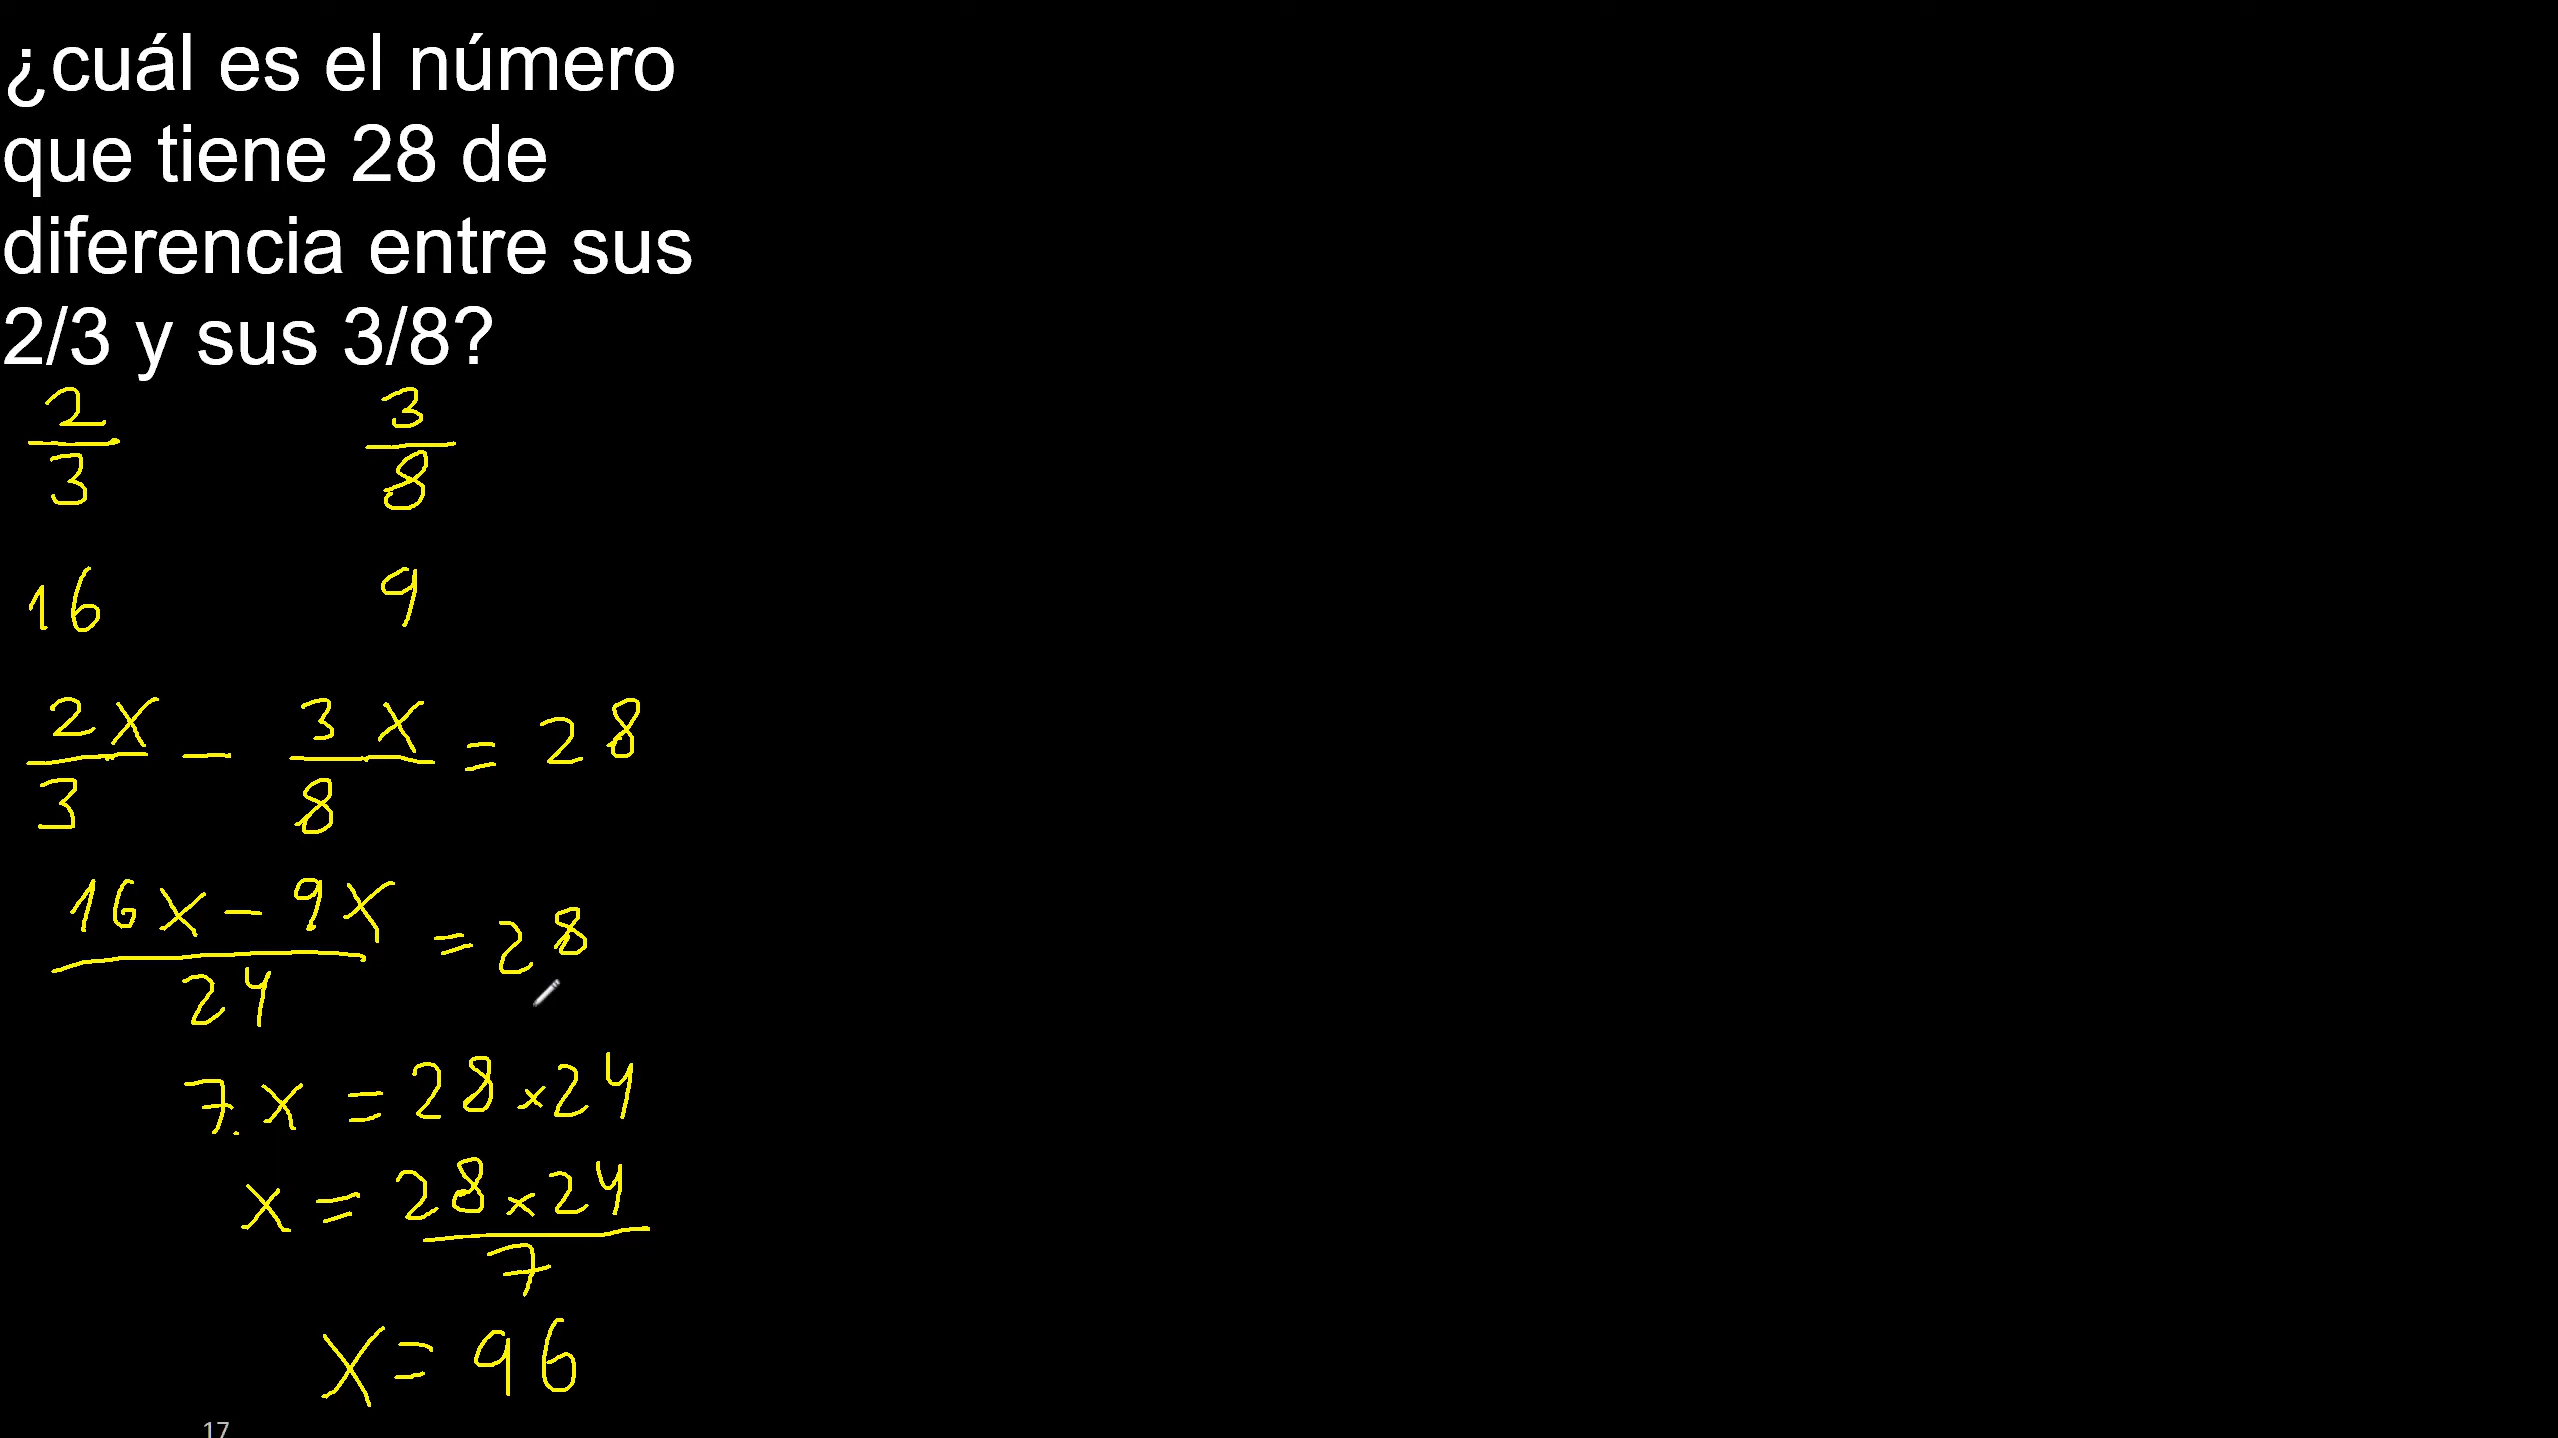 ¿cuál es el número
que tiene 28 de
diferencia entre sus
2/3 y sus 3/8?
2/3 3/8
16 9
2x/3 - 3x/8 = 28
16x - 9x/24 = 28
7.x = 28 x 24
x = 28 x 24/7
x = 96
17